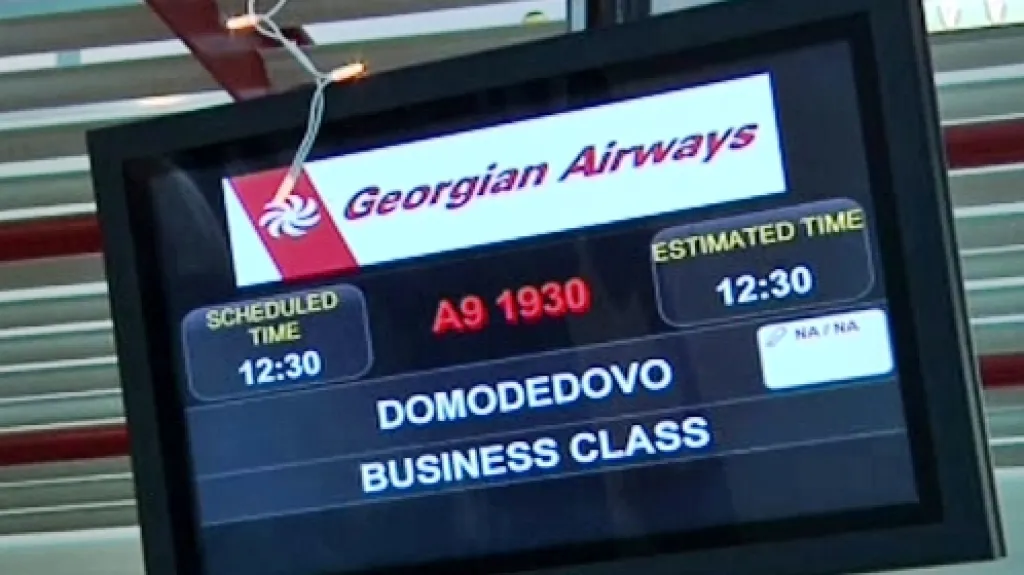 Georgian Airways
SCHEDULED
TIME
12:30
A9 1930
ESTIMATED TIME
12:30
NA / NA
DOMODEDOVO
BUSINESS CLASS